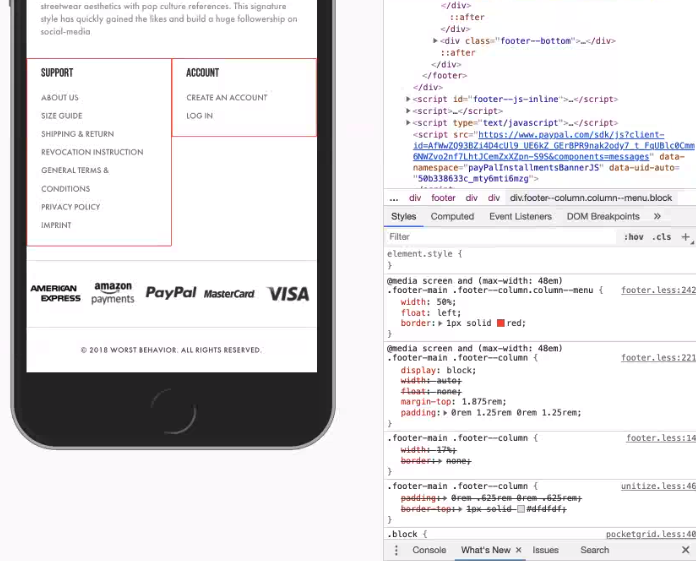 streetwear aesthetics with pop culture references. This signature
style has quickly gained the likes and build a huge followership on
social-media
SUPPORT
ABOUT US
SIZE GUIDE
SHIPPING & RETURN
REVOCATION INSTRUCTION
GENERAL TERMS &
CONDITIONS
PRIVACY POLICY
IMPRINT
ACCOUNT
CREATE AN ACCOUNT
LOG IN
AMERICAN
EXPRESS
amazon
payments
PayPal
MasterCard
VISA
© 2018 WORST BEHAVIOR. ALL RIGHTS RESERVED.
</div>
::after
</div>
▶<div class="footer--bottom">…</div>
::after
</div>
</footer>
</div>
▶<script id="footer--js-inline">…</script>
▶<script>…</script>
▶<script type="text/javascript">…</script>
<script src="https://www.paypal.com/sdk/js?client-
data-
namespace="payPalInstallmentsBannerJS" data-uid-auto=
"50b338633c_mty6mti6mzg">
... div footer div div div.footer--column.column--menu.block
Styles Computed Event Listeners DOM Breakpoints »
Filter :hov .cls +
element.style {
}
@media screen and (max-width: 48em)
.footer-main .footer--column.column--menu { footer.less:242
width: 50%;
float: left;
border:▶ 1px solid red;
}
@media screen and (max-width: 48em)
.footer-main .footer--column { footer.less:221
display: block;
width: auto;
float: none;
margin-top: 1.875rem;
padding:▶ 0rem 1.25rem 0rem 1.25rem;
}
.footer-main .footer--column { footer.less:14
width: 17%;
border:▶ none;
}
.footer-main .footer--column { unitize.less:46
padding:▶ 0rem .625rem 0rem .625rem;
border-top:▶ 1px solid #dfdfdf;
}
.block { pocketgrid.less:40
⋮ Console What's New × Issues Search ×